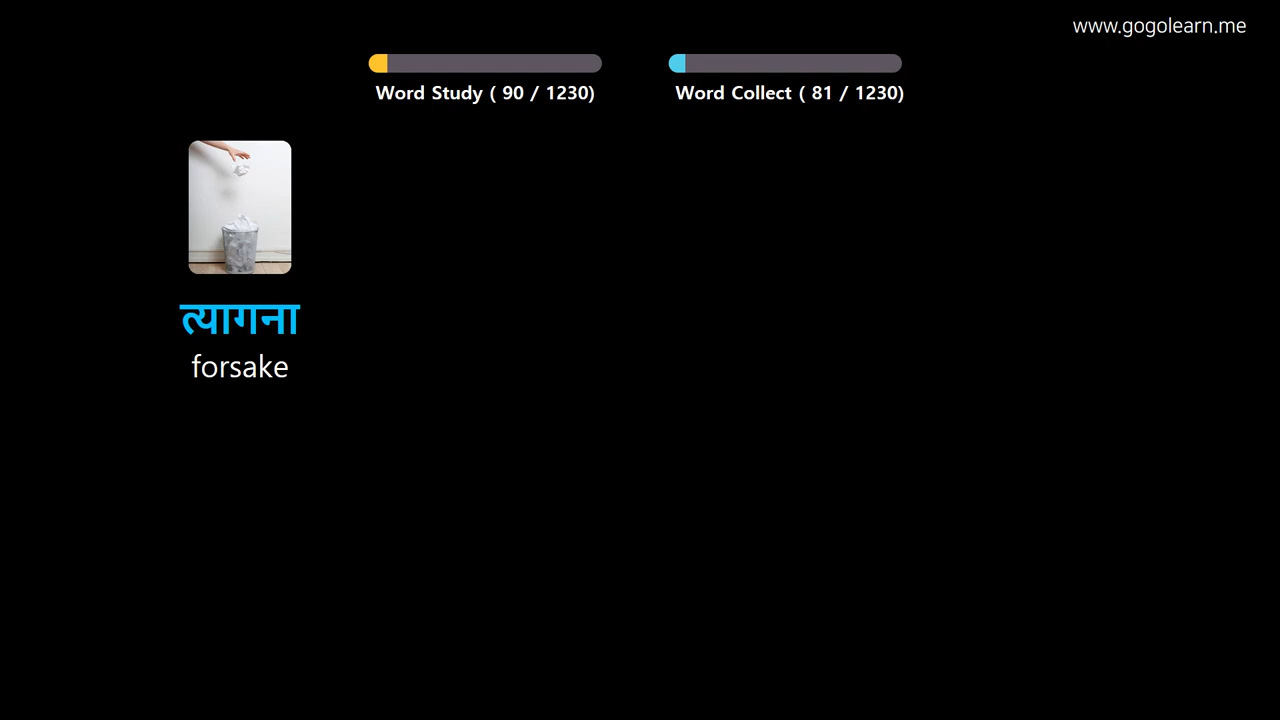 www.gogolearn.me
Word Study ( 90 / 1230)
Word Collect ( 81 / 1230)
त्यागना
forsake